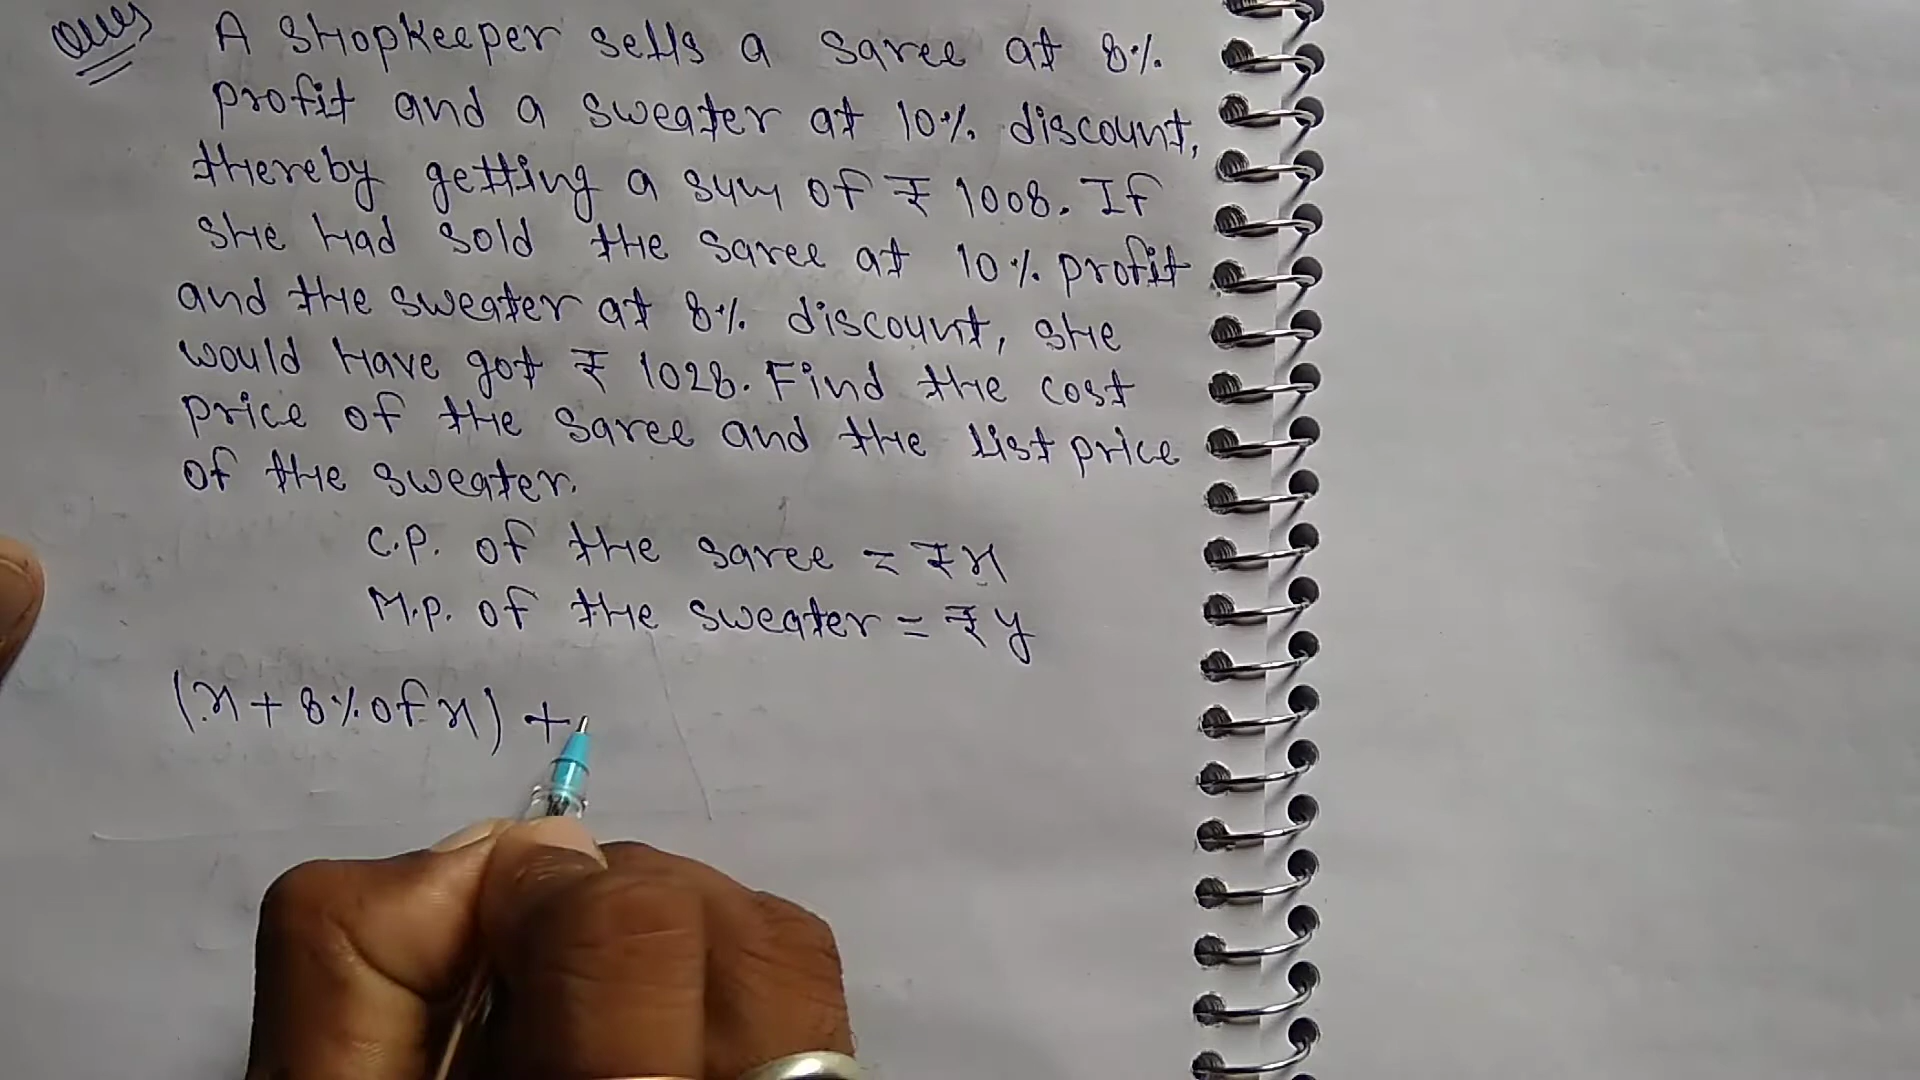 Ques A shopkeeper sells a saree at 8%
profit and a sweater at 10% discount,
thereby getting a sum of ₹ 1008. If
she had sold the saree at 10% profit
and the sweater at 8% discount, she
would have got ₹ 1028. Find the cost
price of the saree and the list price
of the sweater.
C.P. of the saree = ₹x
M.P. of the sweater = ₹y
(x + 8% of x) +